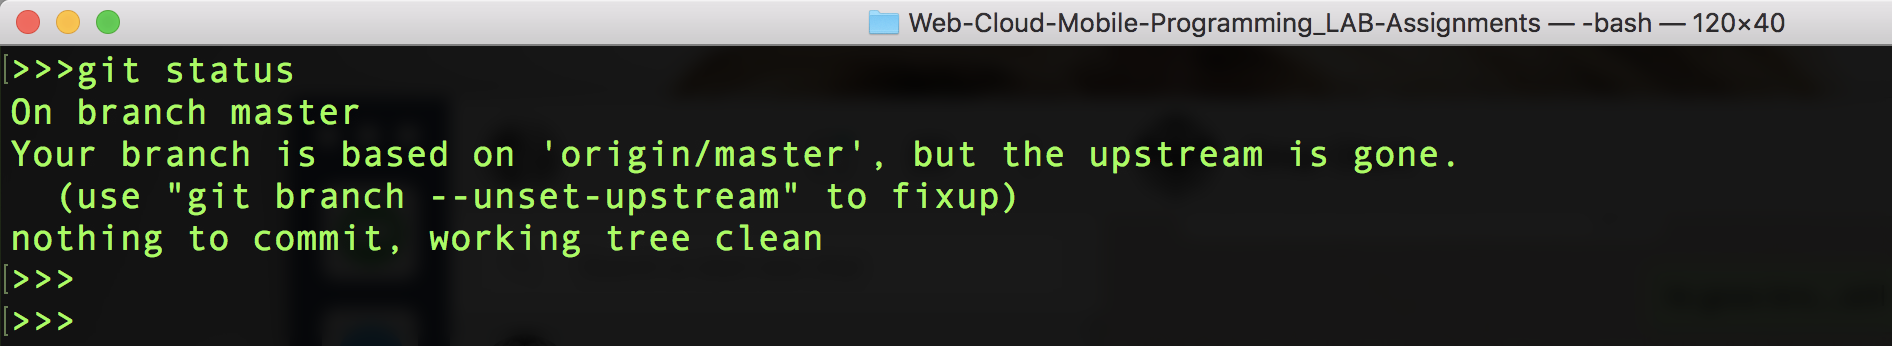 Web-Cloud-Mobile-Programming_LAB-Assignments — -bash — 120×40
>>>git status
On branch master
Your branch is based on 'origin/master', but the upstream is gone.
  (use "git branch --unset-upstream" to fixup)
nothing to commit, working tree clean
>>>
>>>